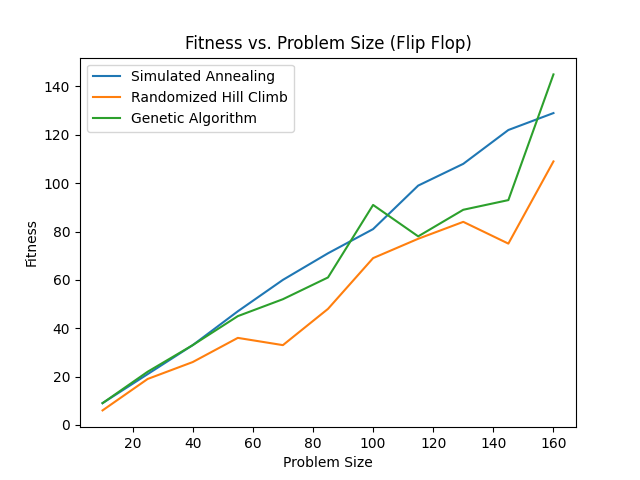 Fitness vs. Problem Size (Flip Flop)
Simulated Annealing
Randomized Hill Climb
Genetic Algorithm
140
120
100
80
60
40
20
0
Fitness
20 40 60 80 100 120 140 160
Problem Size